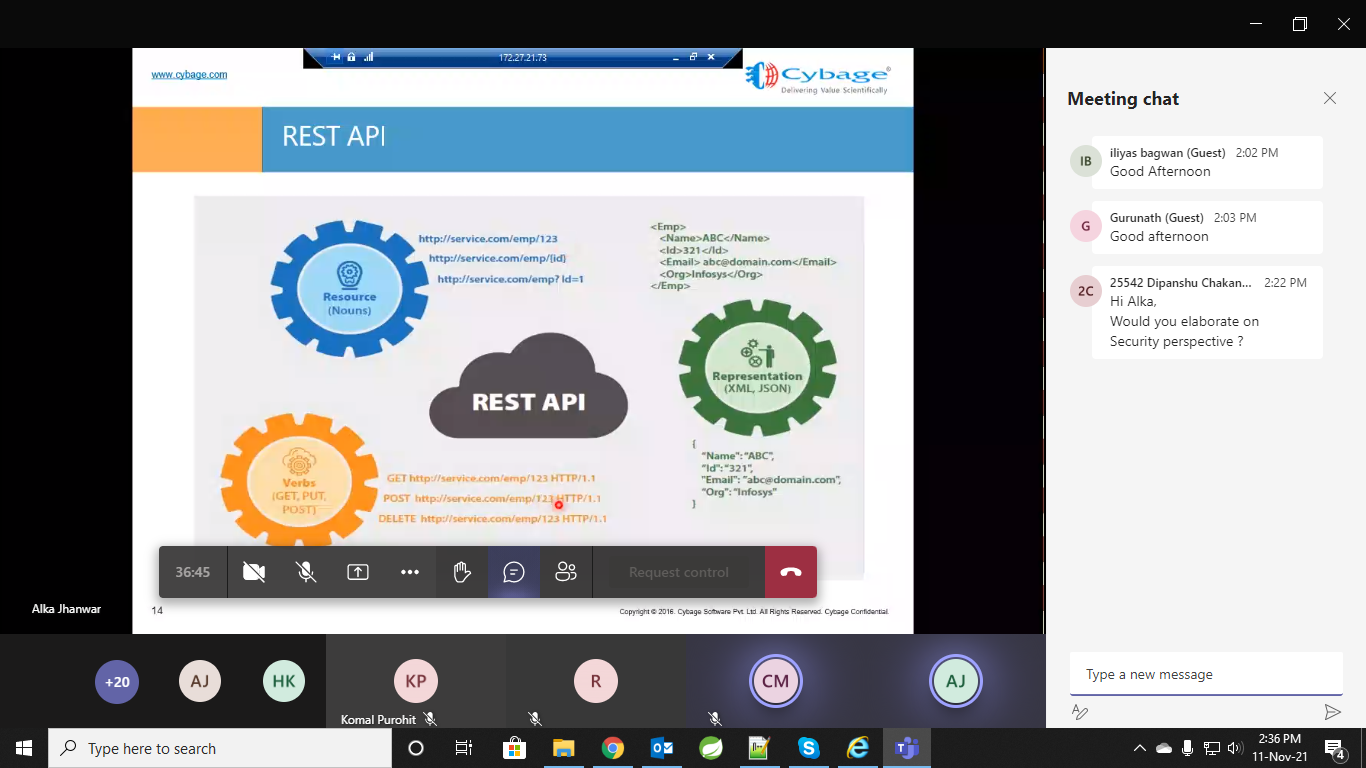 172.27.21.73
www.cybage.com
Cybage®
Delivering Value Scientifically
REST API
http://service.com/emp/123
http://service.com/emp/{id}
http://service.com/emp? Id=1
Resource
(Nouns)
<Emp>
<Name>ABC</Name>
<Id>321</Id>
<Email> abc@domain.com</Email>
<Org>Infosys</Org>
</Emp>
REST API
Representation
(XML, JSON)
{
"Name": "ABC",
"Id": "321",
"Email": "abc@domain.com",
"Org": "Infosys"
}
Verbs
(GET, PUT,
POST)
GET http://service.com/emp/123 HTTP/1.1
POST http://service.com/emp/123 HTTP/1.1
DELETE http://service.com/emp/123 HTTP/1.1
36:45
Request control
Alka Jhanwar
14
Copyright © 2016. Cybage Software Pvt. Ltd. All Rights Reserved. Cybage Confidential.
+20
AJ
HK
KP
Komal Purohit
R
CM
AJ
Meeting chat
IB
iliyas bagwan (Guest) 2:02 PM
Good Afternoon
G
Gurunath (Guest) 2:03 PM
Good afternoon
2C
25542 Dipanshu Chakan... 2:22 PM
Hi Alka,
Would you elaborate on
Security perspective ?
Type a new message
Type here to search
2:36 PM
11-Nov-21
4